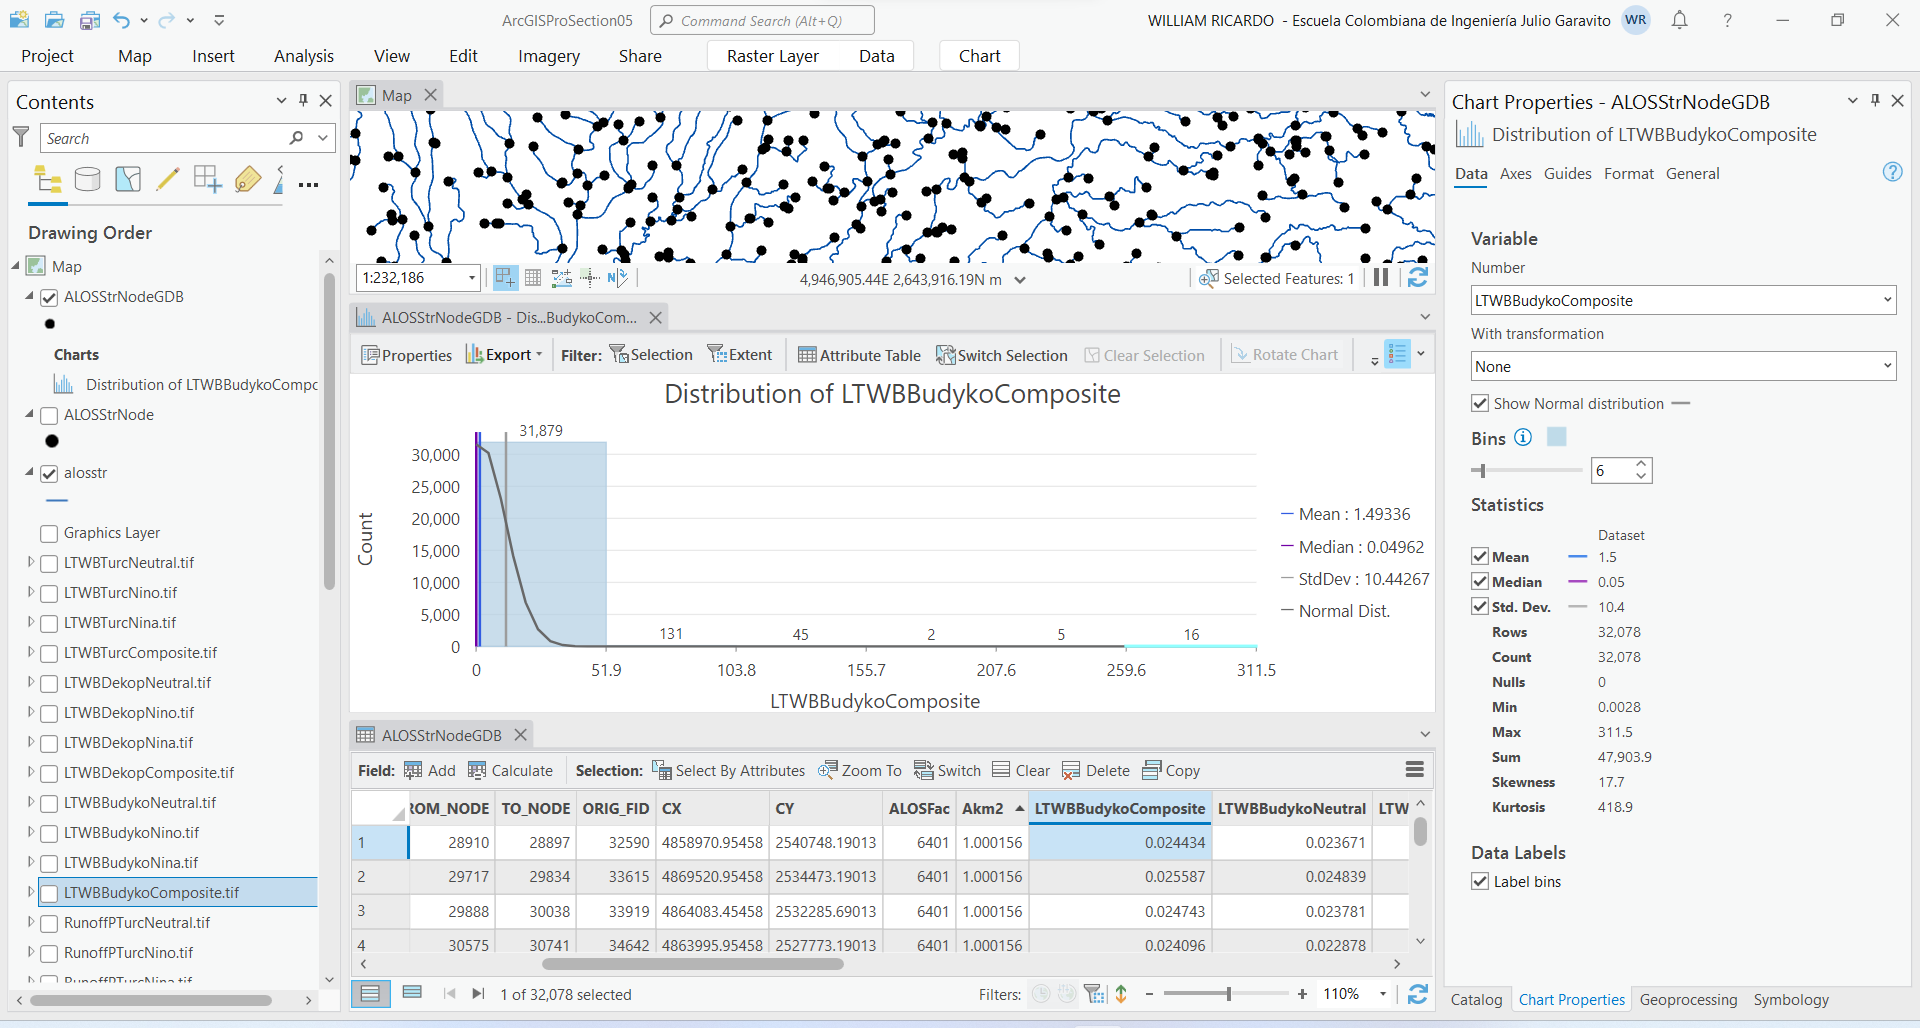 ArcGISProSection05
Command Search (Alt+Q)
WILLIAM RICARDO - Escuela Colombiana de Ingeniería Julio Garavito
WR
?
Project
Map
Insert
Analysis
View
Edit
Imagery
Share
Raster Layer
Data
Chart
Contents
Search
Drawing Order
Map
ALOSStrNodeGDB
Charts
Distribution of LTWBBudykoCompo
ALOSStrNode
alosstr
Graphics Layer
LTWBTurcNeutral.tif
LTWBTurcNino.tif
LTWBTurcNina.tif
LTWBTurcComposite.tif
LTWBDekopNeutral.tif
LTWBDekopNino.tif
LTWBDekopNina.tif
LTWBDekopComposite.tif
LTWBBudykoNeutral.tif
LTWBBudykoNino.tif
LTWBBudykoNina.tif
LTWBBudykoComposite.tif
RunoffPTurcNeutral.tif
RunoffPTurcNino.tif
RunoffPTurcNina.tif
Map
1:232,186
N
4,946,905.44E 2,643,916.19N m
Selected Features: 1
ALOSStrNodeGDB - Dis...BudykoCom...
Properties
Export
Filter:
Selection
Extent
Attribute Table
Switch Selection
Clear Selection
Rotate Chart
Distribution of LTWBBudykoComposite
31,879
30,000
25,000
20,000
15,000
10,000
5,000
0
Count
131
45
2
5
16
0
51.9
103.8
155.7
207.6
259.6
311.5
LTWBBudykoComposite
Mean : 1.49336
Median : 0.04962
StdDev : 10.44267
Normal Dist.
ALOSStrNodeGDB
Field:
Add
Calculate
Selection:
Select By Attributes
Zoom To
Switch
Clear
Delete
Copy
ROM_NODE TO_NODE ORIG_FID CX CY ALOSFac Akm2 LTWBBudykoComposite LTWBBudykoNeutral LTW
1 28910 28897 32590 4858970.95458 2540748.19013 6401 1.000156 0.024434 0.023671
2 29717 29834 33615 4869520.95458 2534473.19013 6401 1.000156 0.025587 0.024839
3 29888 30038 33919 4864083.45458 2532285.69013 6401 1.000156 0.024743 0.023781
4 30575 30741 34642 4863995.95458 2527773.19013 6401 1.000156 0.024096 0.022878
1 of 32,078 selected
Filters:
110%
Chart Properties - ALOSStrNodeGDB
Distribution of LTWBBudykoComposite
Data
Axes
Guides
Format
General
?
Variable
Number
LTWBBudykoComposite
With transformation
None
Show Normal distribution
Bins
6
Statistics
Dataset
Mean 1.5
Median 0.05
Std. Dev. 10.4
Rows 32,078
Count 32,078
Nulls 0
Min 0.0028
Max 311.5
Sum 47,903.9
Skewness 17.7
Kurtosis 418.9
Data Labels
Label bins
Catalog
Chart Properties
Geoprocessing
Symbology